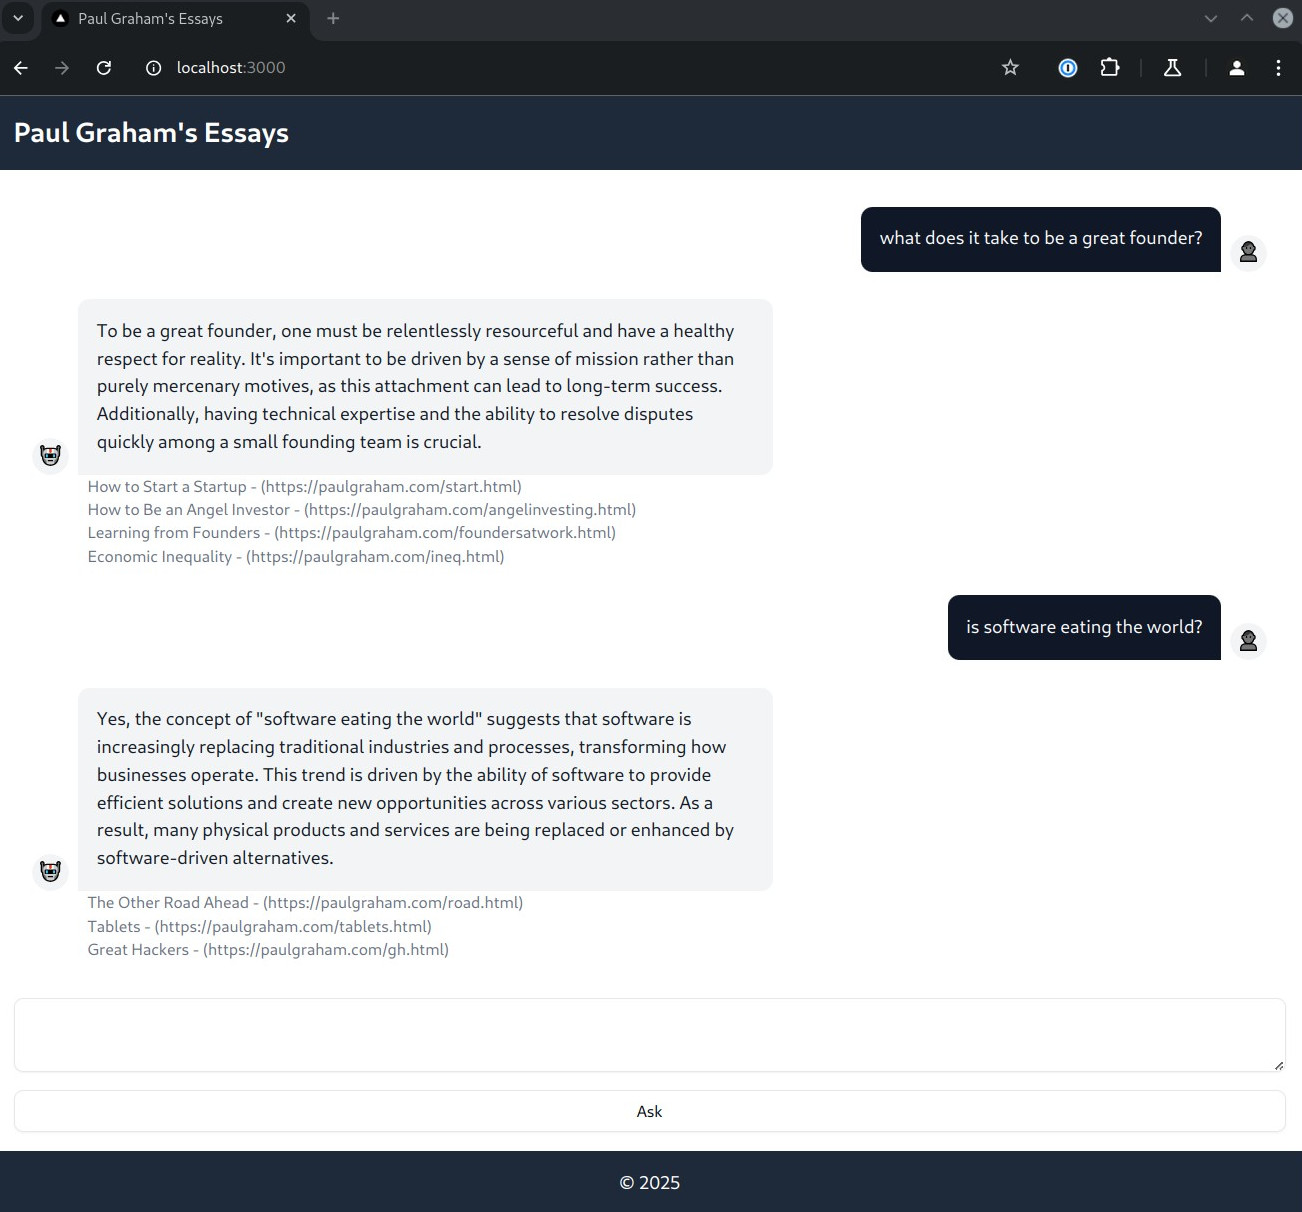 Paul Graham's Essays
localhost:3000
Paul Graham's Essays
what does it take to be a great founder?
To be a great founder, one must be relentlessly resourceful and have a healthy
respect for reality. It's important to be driven by a sense of mission rather than
purely mercenary motives, as this attachment can lead to long-term success.
Additionally, having technical expertise and the ability to resolve disputes
quickly among a small founding team is crucial.
How to Start a Startup - (https://paulgraham.com/start.html)
How to Be an Angel Investor - (https://paulgraham.com/angelinvesting.html)
Learning from Founders - (https://paulgraham.com/foundersatwork.html)
Economic Inequality - (https://paulgraham.com/ineq.html)
is software eating the world?
Yes, the concept of "software eating the world" suggests that software is
increasingly replacing traditional industries and processes, transforming how
businesses operate. This trend is driven by the ability of software to provide
efficient solutions and create new opportunities across various sectors. As a
result, many physical products and services are being replaced or enhanced by
software-driven alternatives.
The Other Road Ahead - (https://paulgraham.com/road.html)
Tablets - (https://paulgraham.com/tablets.html)
Great Hackers - (https://paulgraham.com/gh.html)
Ask
© 2025